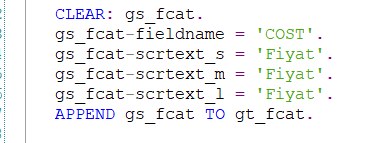 CLEAR: gs_fcat.
gs_fcat-fieldname = 'COST'.
gs_fcat-scrtext_s = 'Fiyat'.
gs_fcat-scrtext_m = 'Fiyat'.
gs_fcat-scrtext_l = 'Fiyat'.
APPEND gs_fcat TO gt_fcat.